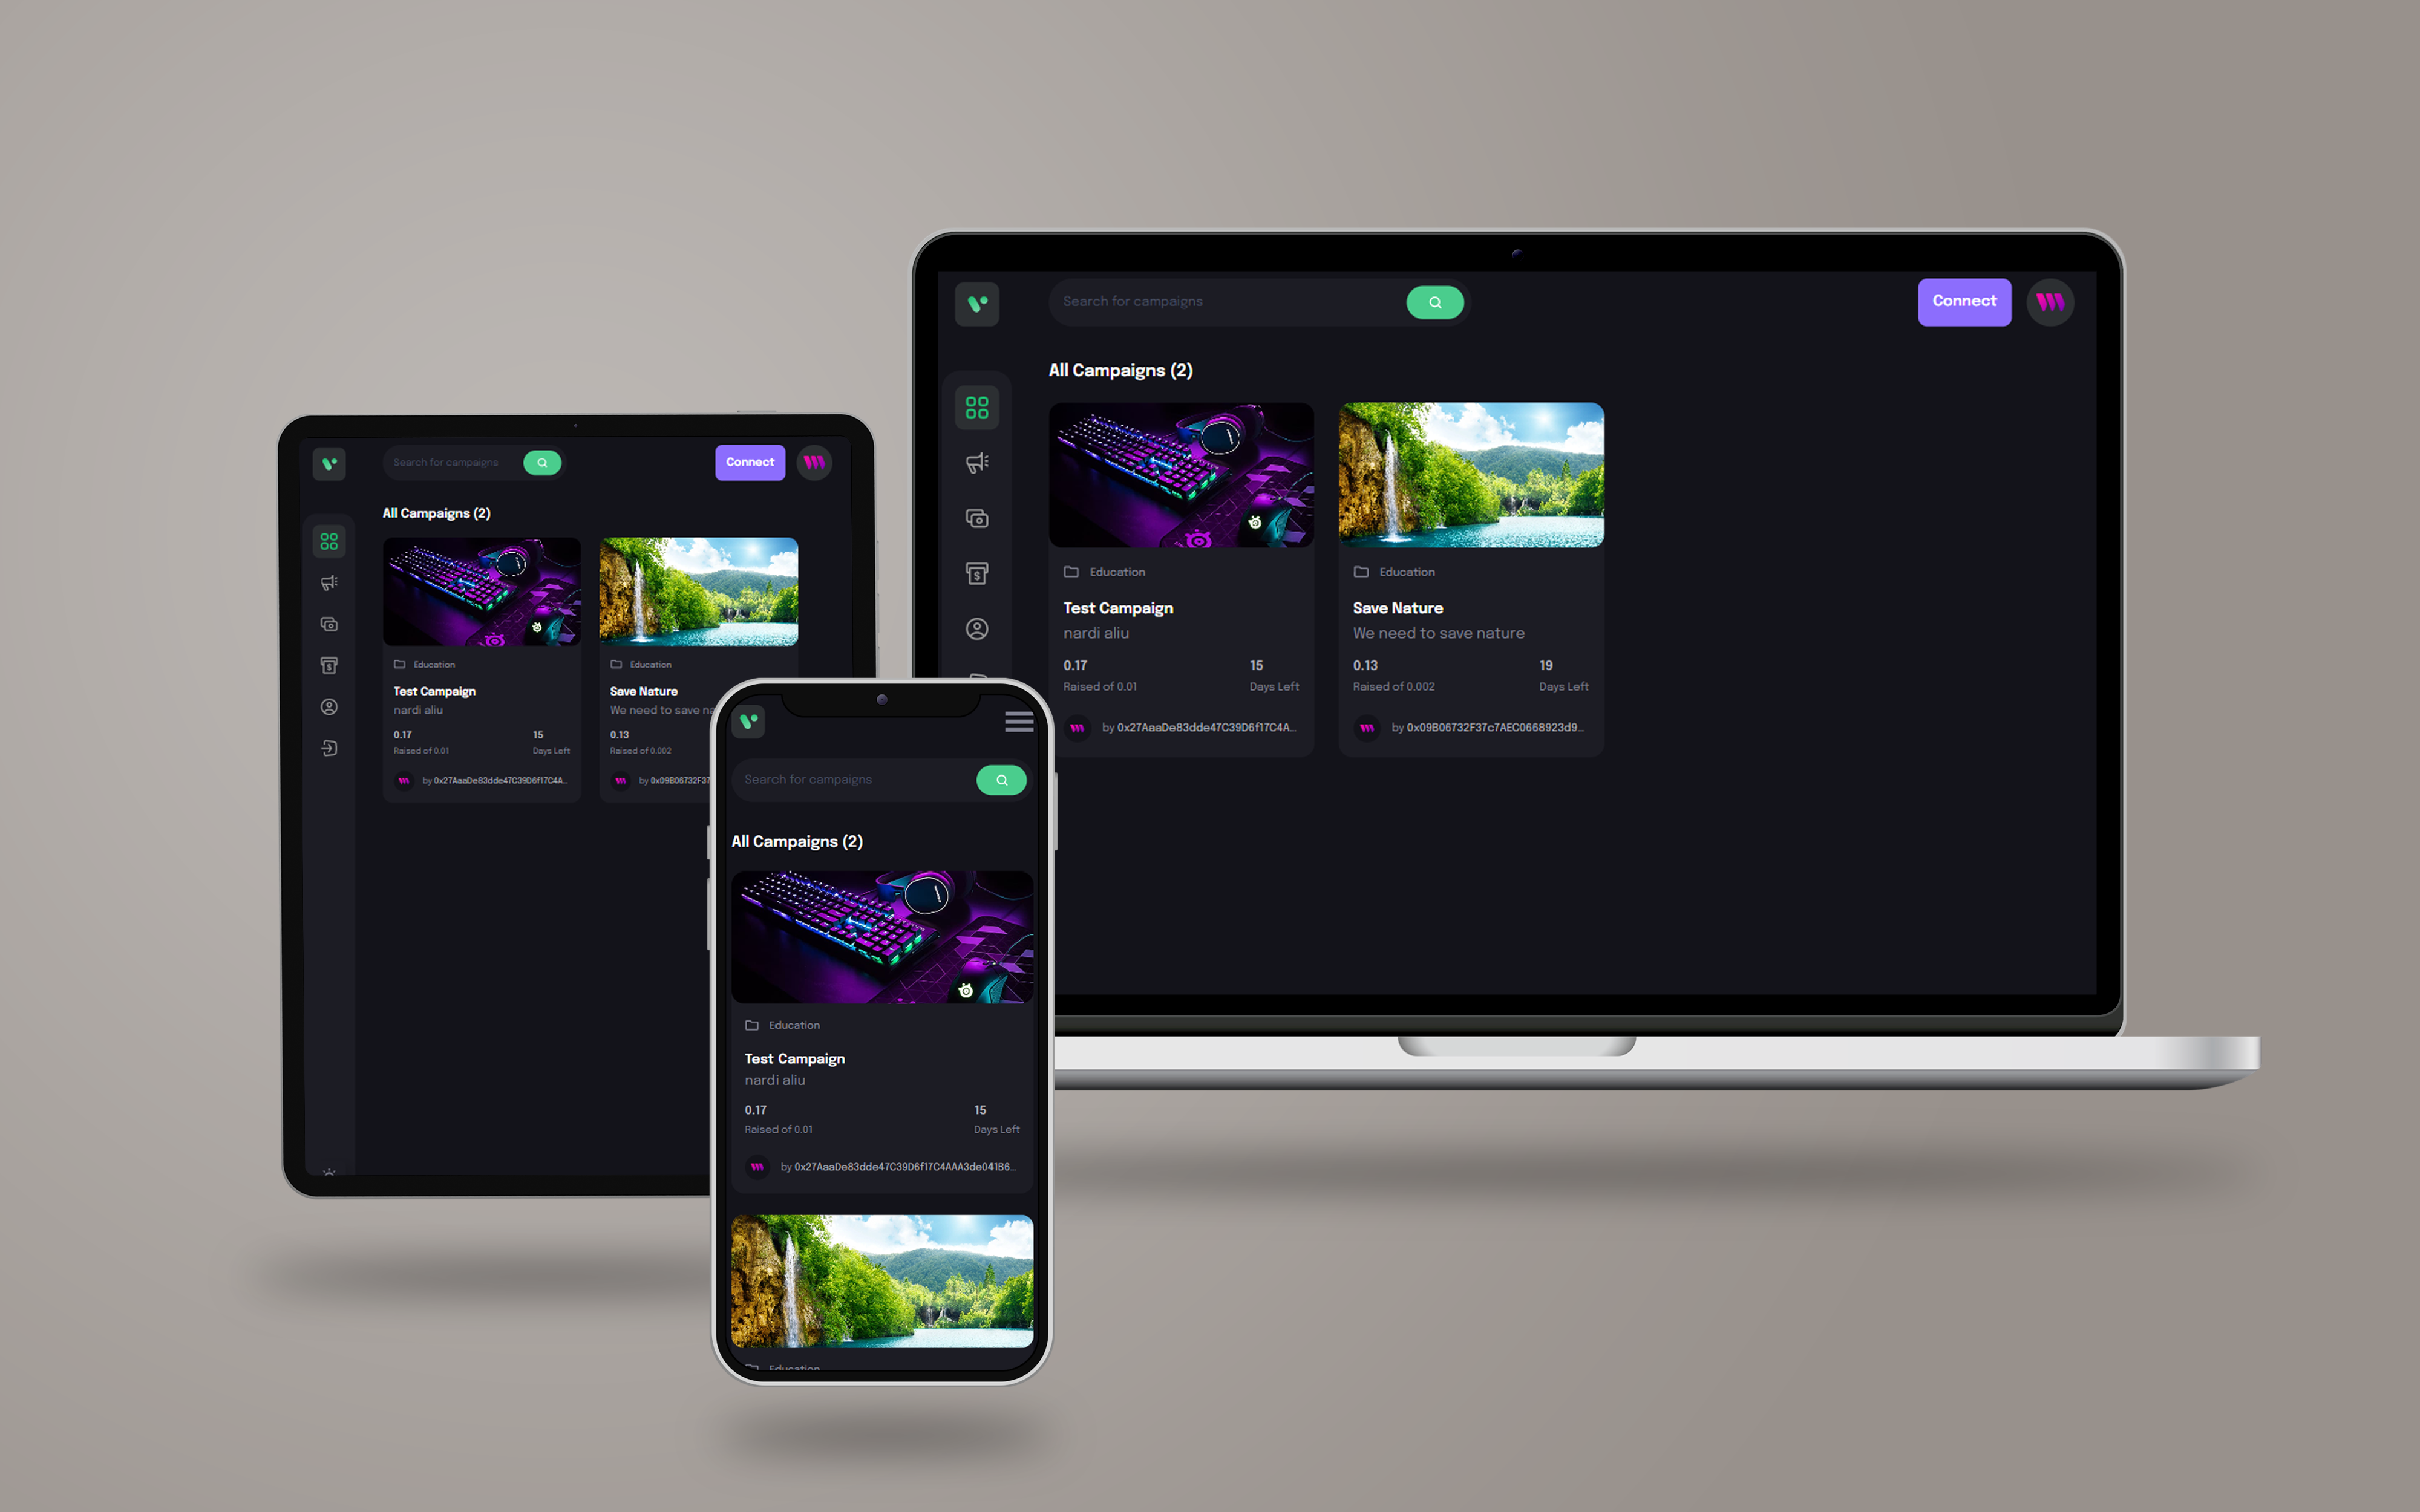 Search for campaigns
Connect
All Campaigns (2)
Education
Test Campaign
nardi aliu
0.17
15
Raised of 0.01
Days Left
by 0x27AaaDe83dde47C39D6f17C4A...
Education
Save Nature
We need to save nature
0.13
19
Raised of 0.002
Days Left
by 0x09B06732F37c7AEC0668923d9...
Search for campaigns
Connect
All Campaigns (2)
Education
Test Campaign
nardi aliu
0.17
15
Raised of 0.01
Days Left
by 0x27AaaDe83dde47C39D6f17C4A...
Education
Save Nature
We need to save na
0.13
Raised of 0.002
by 0x09B06732F37
Search for campaigns
All Campaigns (2)
Education
Test Campaign
nardi aliu
0.17
15
Raised of 0.01
Days Left
by 0x27AaaDe83dde47C39D6f17C4AAA3de041B6...
Education